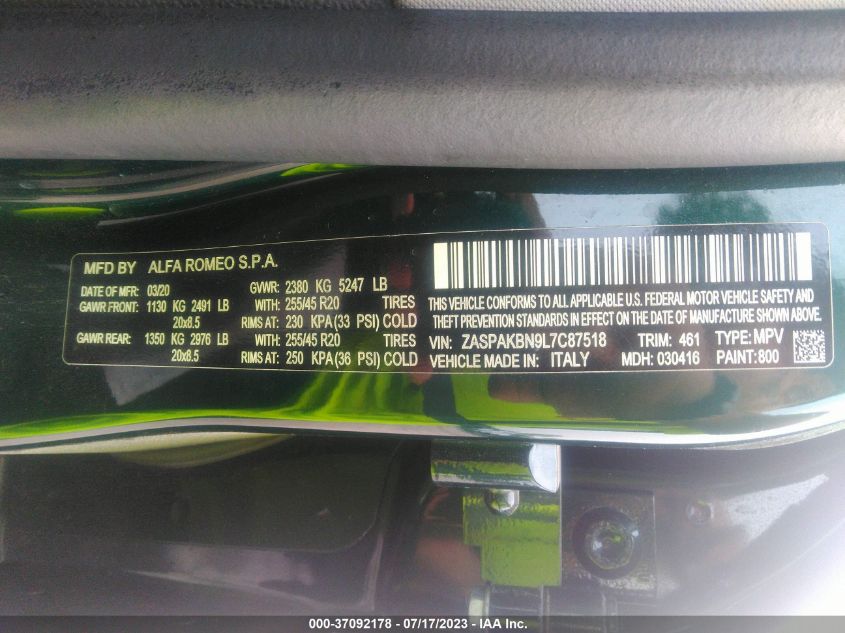 MFD BY ALFA ROMEO S.P.A.
DATE OF MFR: 03/20 GVWR: 2380 KG 5247 LB
GAWR FRONT: 1130 KG 2491 LB WITH: 255/45 R20 TIRES
20x8.5 RIMS AT: 230 KPA (33 PSI) COLD
GAWR REAR: 1350 KG 2976 LB WITH: 255/45 R20 TIRES
20x8.5 RIMS AT: 250 KPA (36 PSI) COLD
THIS VEHICLE CONFORMS TO ALL APPLICABLE U.S. FEDERAL MOTOR VEHICLE SAFETY AND
THEFT PREVENTION STANDARDS IN EFFECT ON THE DATE OF MANUFACTURE SHOWN ABOVE.
VIN: ZASPAKBN9L7C87518 TRIM: 461 TYPE: MPV
VEHICLE MADE IN: ITALY MDH: 030416 PAINT: 800
000-37092178 - 07/17/2023 - IAA, Inc.